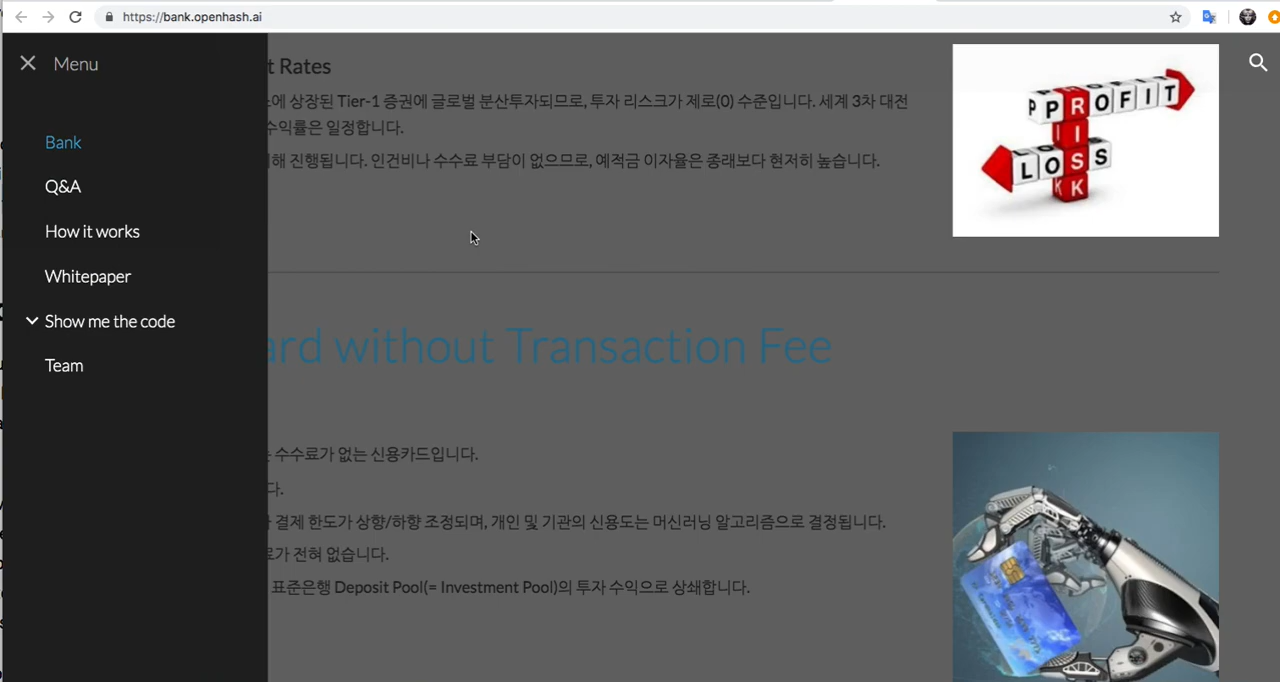 https://bank.openhash.ai
Menu
Bank
Q&A
How it works
Whitepaper
Show me the code
Team
t Rates
에 상장된 Tier-1 증권에 글로벌 분산투자되므로, 투자 리스크가 제로(0) 수준입니다. 세계 3차 대전
수익률은 일정합니다.
해 진행됩니다. 인건비나 수수료 부담이 없으므로, 예적금 이자율은 종래보다 현저히 높습니다.
PROFIT
LOSS
RISK
ard without Transaction Fee
수수료가 없는 신용카드입니다.
다.
결제 한도가 상향/하향 조정되며, 개인 및 기관의 신용도는 머신러닝 알고리즘으로 결정됩니다.
가 전혀 없습니다.
표준은행 Deposit Pool(= Investment Pool)의 투자 수익으로 상쇄합니다.